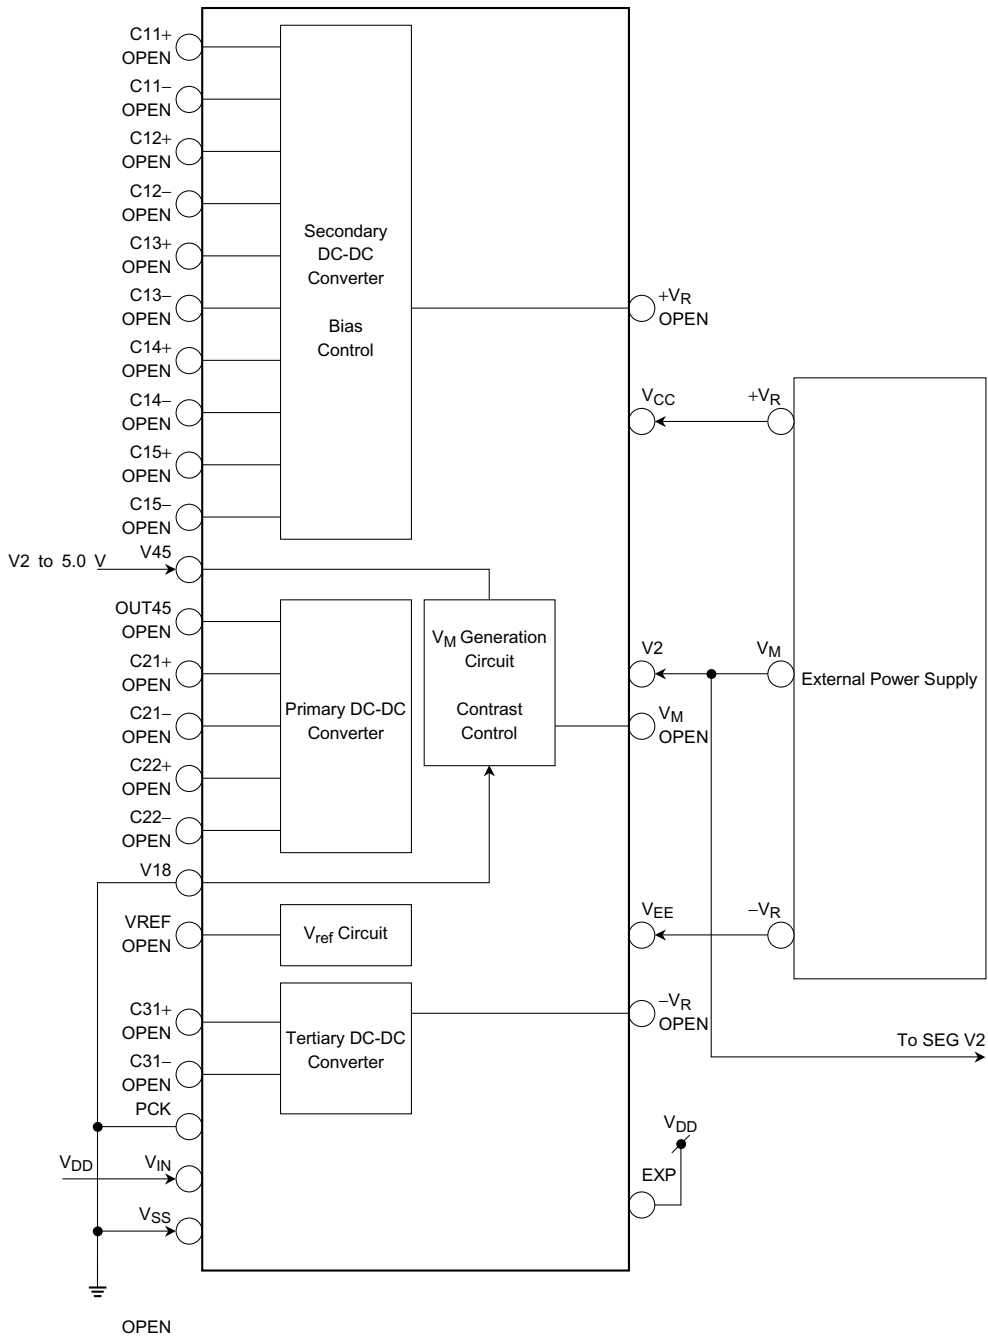 C11+
OPEN
C11−
OPEN
C12+
OPEN
C12−
OPEN
C13+
OPEN
C13−
OPEN
C14+
OPEN
C14−
OPEN
C15+
OPEN
C15−
OPEN
V2 to 5.0 V
V45
OUT45
OPEN
C21+
OPEN
C21−
OPEN
C22+
OPEN
C22−
OPEN
V18
VREF
OPEN
C31+
OPEN
C31−
OPEN
PCK
VDD
VIN
VSS
OPEN
Secondary
DC-DC
Converter
Bias
Control
Primary DC-DC
Converter
VM Generation
Circuit
Contrast
Control
Vref Circuit
Tertiary DC-DC
Converter
+VR
OPEN
VCC
V2
VM
OPEN
VEE
−VR
OPEN
EXP
VDD
+VR
VM
−VR
External Power Supply
To SEG V2